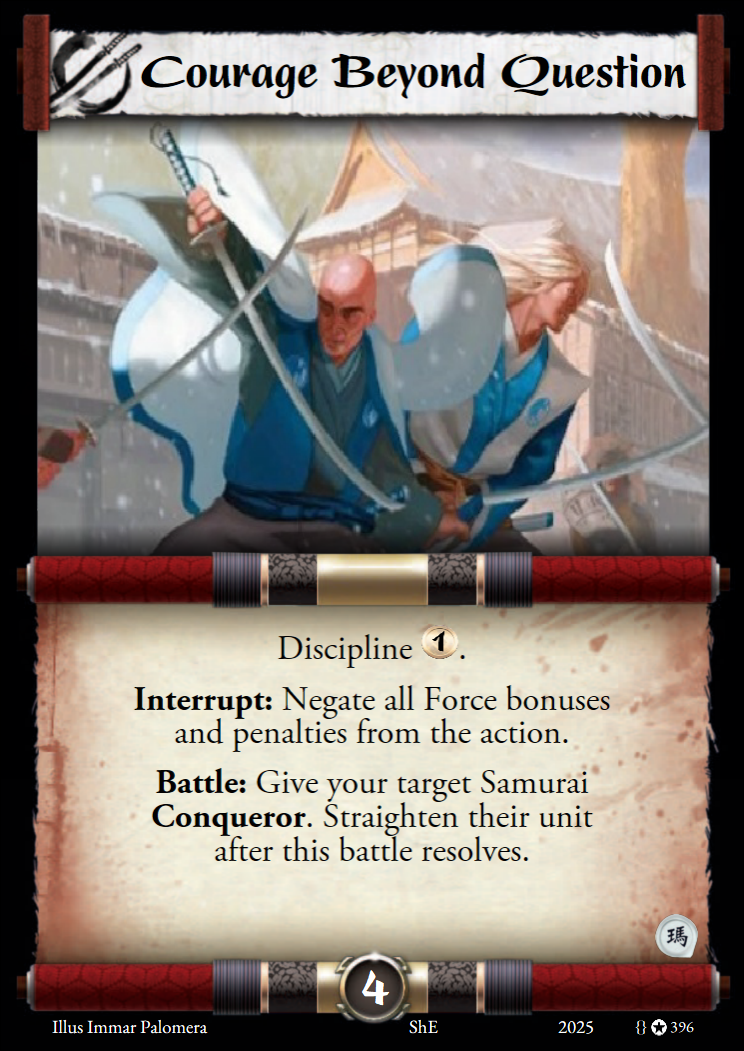 Courage Beyond Question
Discipline 1.
Interrupt: Negate all Force bonuses
and penalties from the action.
Battle: Give your target Samurai
Conqueror. Straighten their unit
after this battle resolves.
瑪
4
Illus Immar Palomera ShE 2025 {} ✪ 396